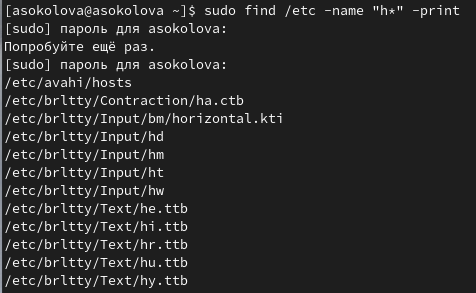 [asokolova@asokolova ~]$ sudo find /etc -name "h*" -print
[sudo] пароль для asokolova:
Попробуйте ещё раз.
[sudo] пароль для asokolova:
/etc/avahi/hosts
/etc/brltty/Contraction/ha.ctb
/etc/brltty/Input/bm/horizontal.kti
/etc/brltty/Input/hd
/etc/brltty/Input/hm
/etc/brltty/Input/ht
/etc/brltty/Input/hw
/etc/brltty/Text/he.ttb
/etc/brltty/Text/hi.ttb
/etc/brltty/Text/hr.ttb
/etc/brltty/Text/hu.ttb
/etc/brltty/Text/hy.ttb